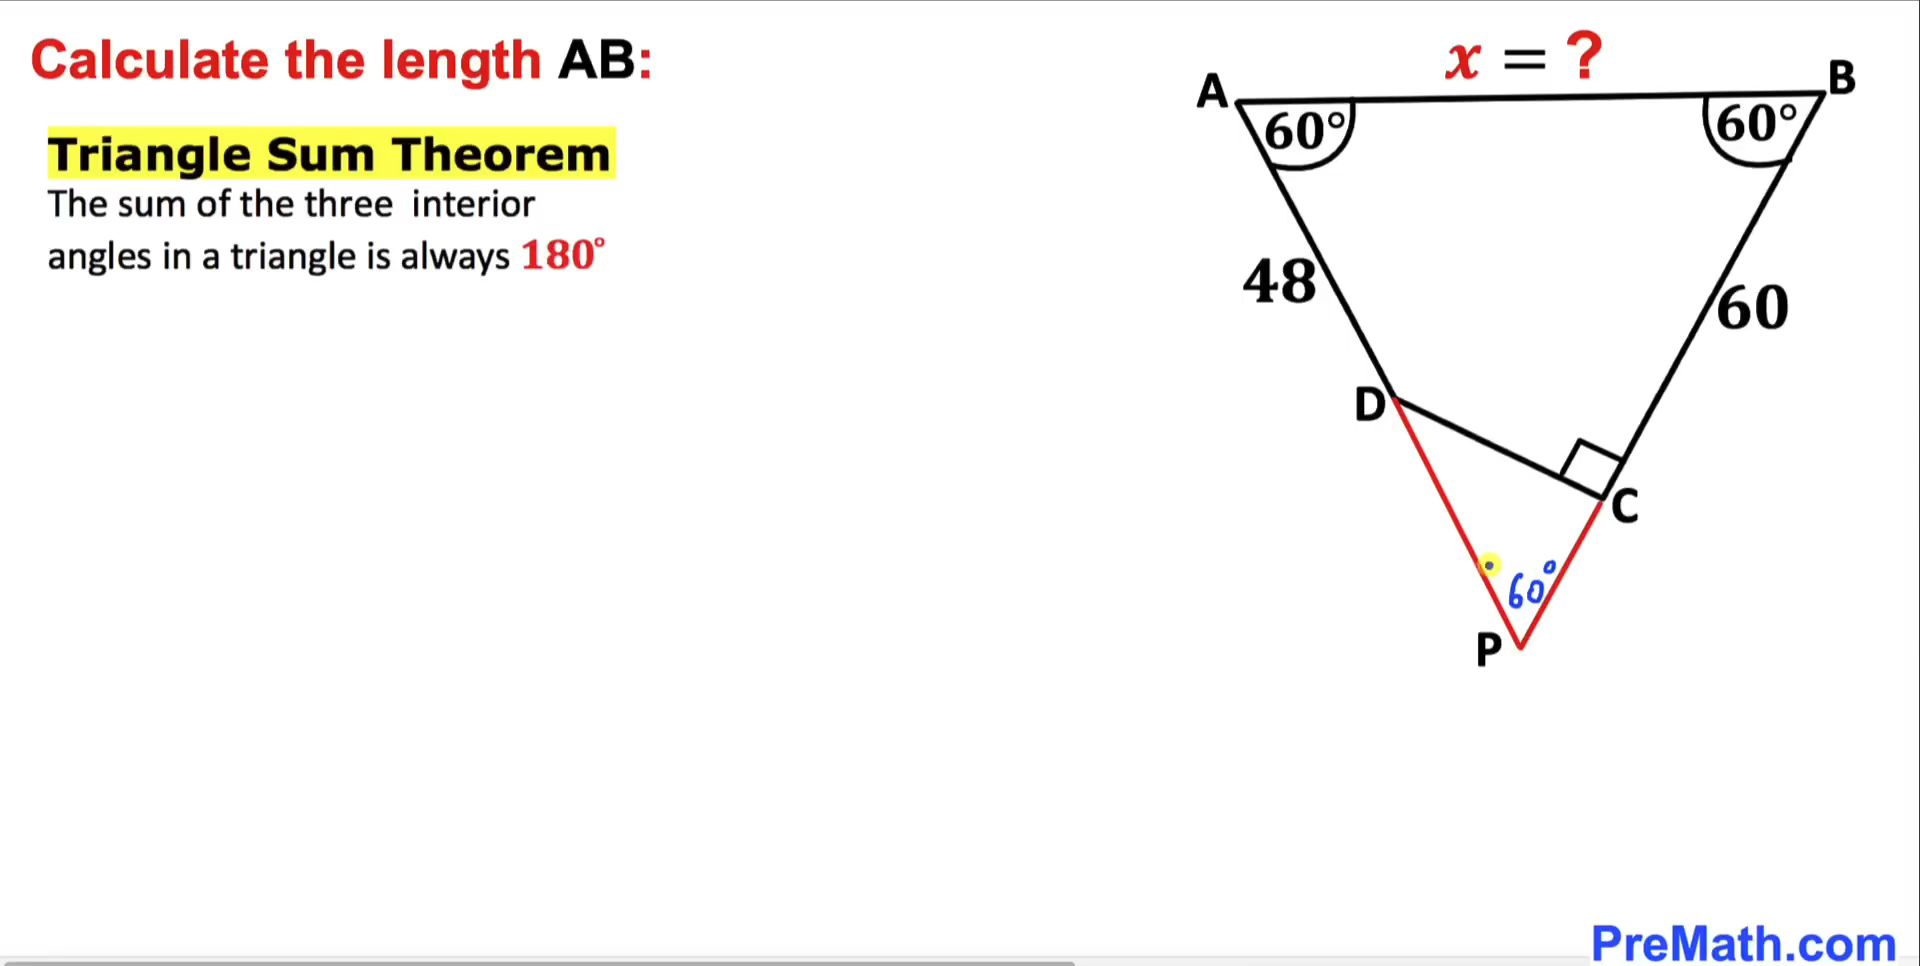 Calculate the length AB:
x = ?
A
B
60°
60°
Triangle Sum Theorem
The sum of the three interior
angles in a triangle is always 180°
48
60
D
C
60°
P
PreMath.com